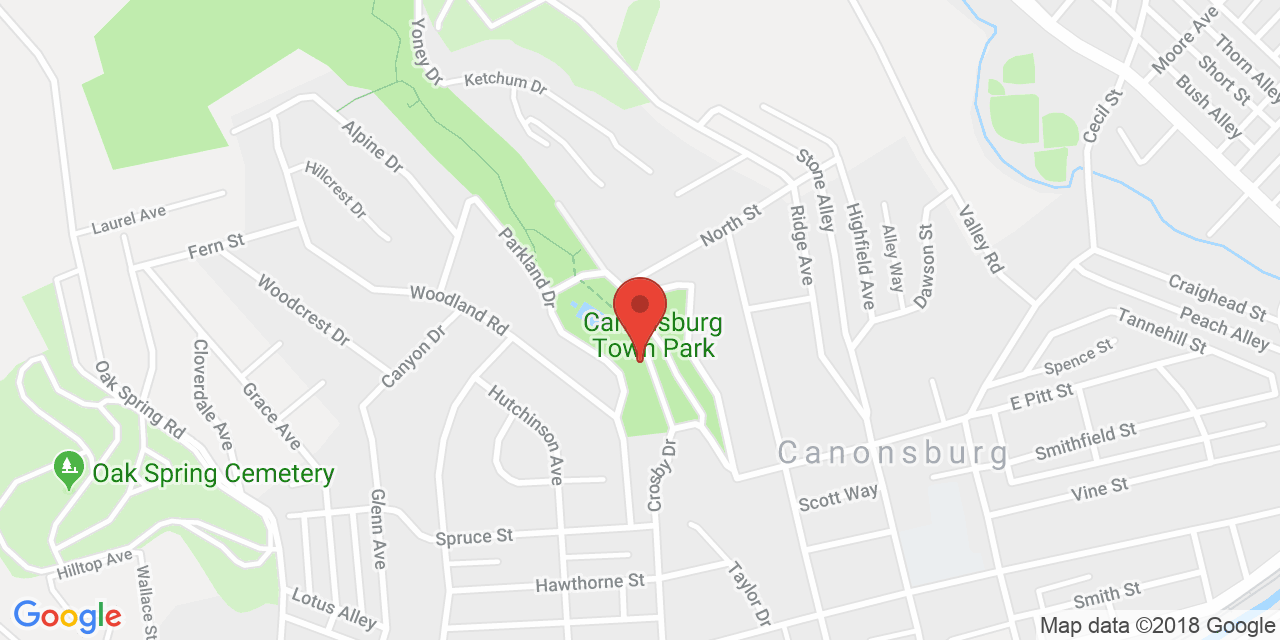 Yoney Dr
Ketchum Dr
Moore Ave
Thorn Alley
Short St
Bush Alley
Cecil St
Alpine Dr
Hillcrest Dr
Laurel Ave
Fern St
Stone Alley
North St
Ridge Ave
Highfield Ave
Alley Way
Dawson St
Valley Rd
Parkland Dr
Woodcrest Dr
Woodland Rd
Canyon Dr
Craighead St
Peach Alley
Tannehill St
Spence St
Canonsburg
Town Park
Cloverdale Ave
Grace Ave
Oak Spring Rd
Hutchinson Ave
E Pitt St
Smithfield St
Canonsburg
Oak Spring Cemetery
Crosby Dr
Glenn Ave
Scott Way
Vine St
Spruce St
Hilltop Ave
Wallace St
Lotus Alley
Hawthorne St
Taylor Dr
Smith St
Google
Map data ©2018 Google